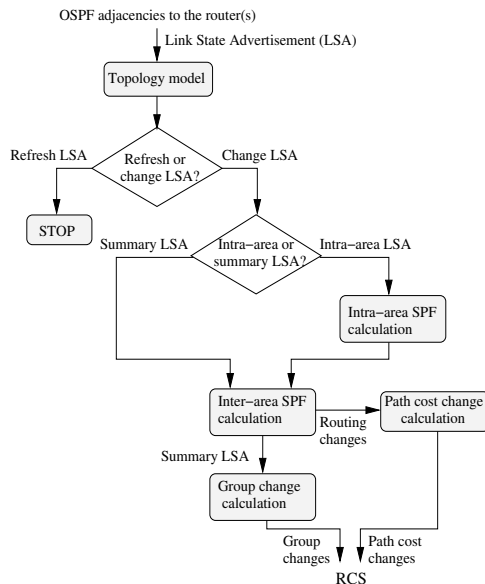 OSPF adjacencies to the router(s)
Link State Advertisement (LSA)
Topology model
Refresh LSA
Refresh or
change LSA?
Change LSA
STOP
Summary LSA
Intra−area or
summary LSA?
Intra−area LSA
Intra−area SPF
calculation
Inter−area SPF
calculation
Routing
changes
Path cost change
calculation
Summary LSA
Group change
calculation
Group
changes
Path cost
changes
RCS